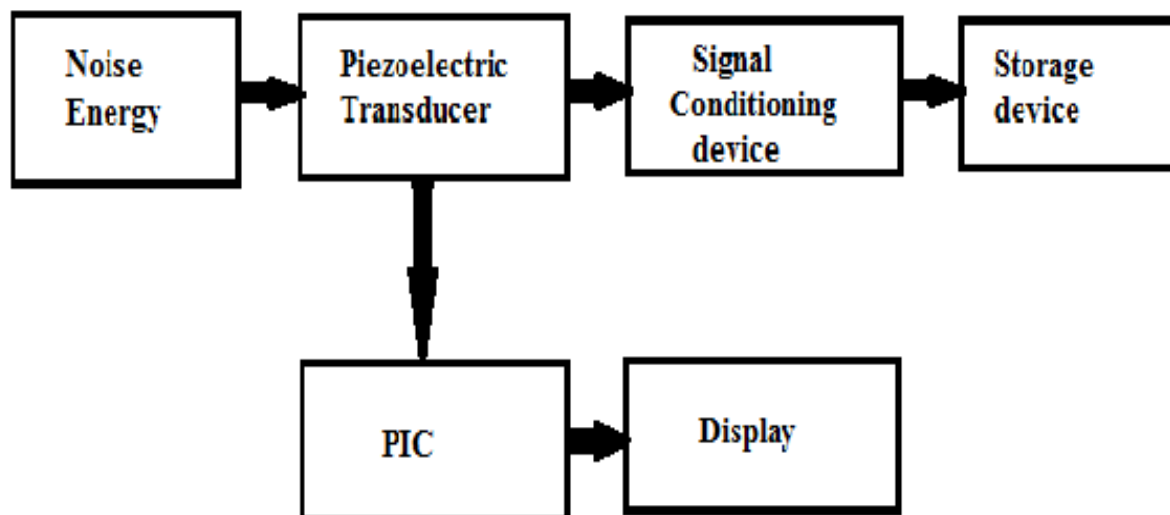 Noise
Energy
Piezoelectric
Transducer
Signal
Conditioning
device
Storage
device
PIC
Display